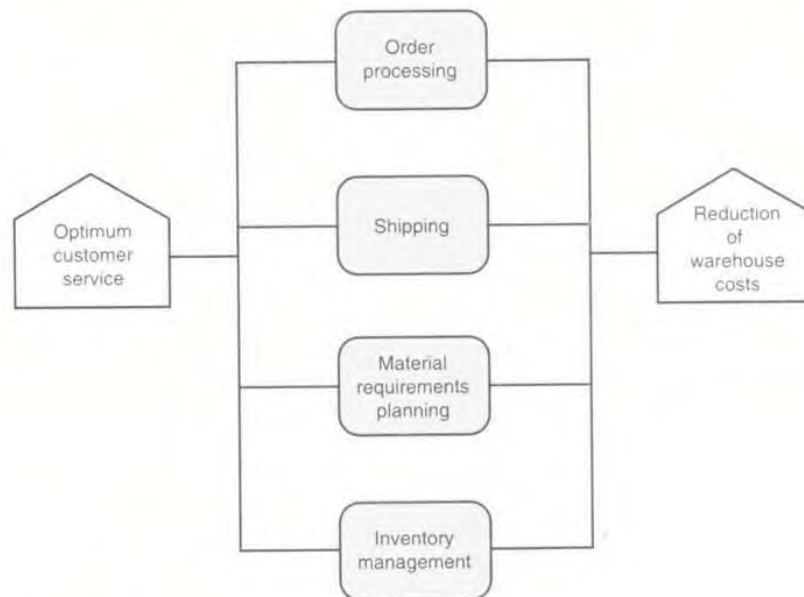 Order
processing
Shipping
Optimum
customer
service
Reduction
of
warehouse
costs
Material
requirements
planning
Inventory
management